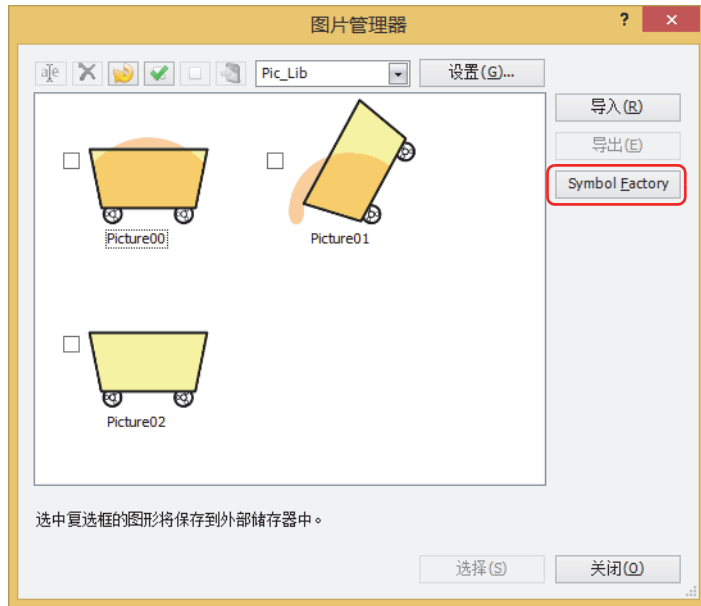 图片管理器
?
×
aĮe
Pic_Lib
设置(G)...
导入(R)
导出(E)
Symbol Factory
Picture00
Picture01
Picture02
选中复选框的图形将保存到外部储存器中。
选择(S)
关闭(O)